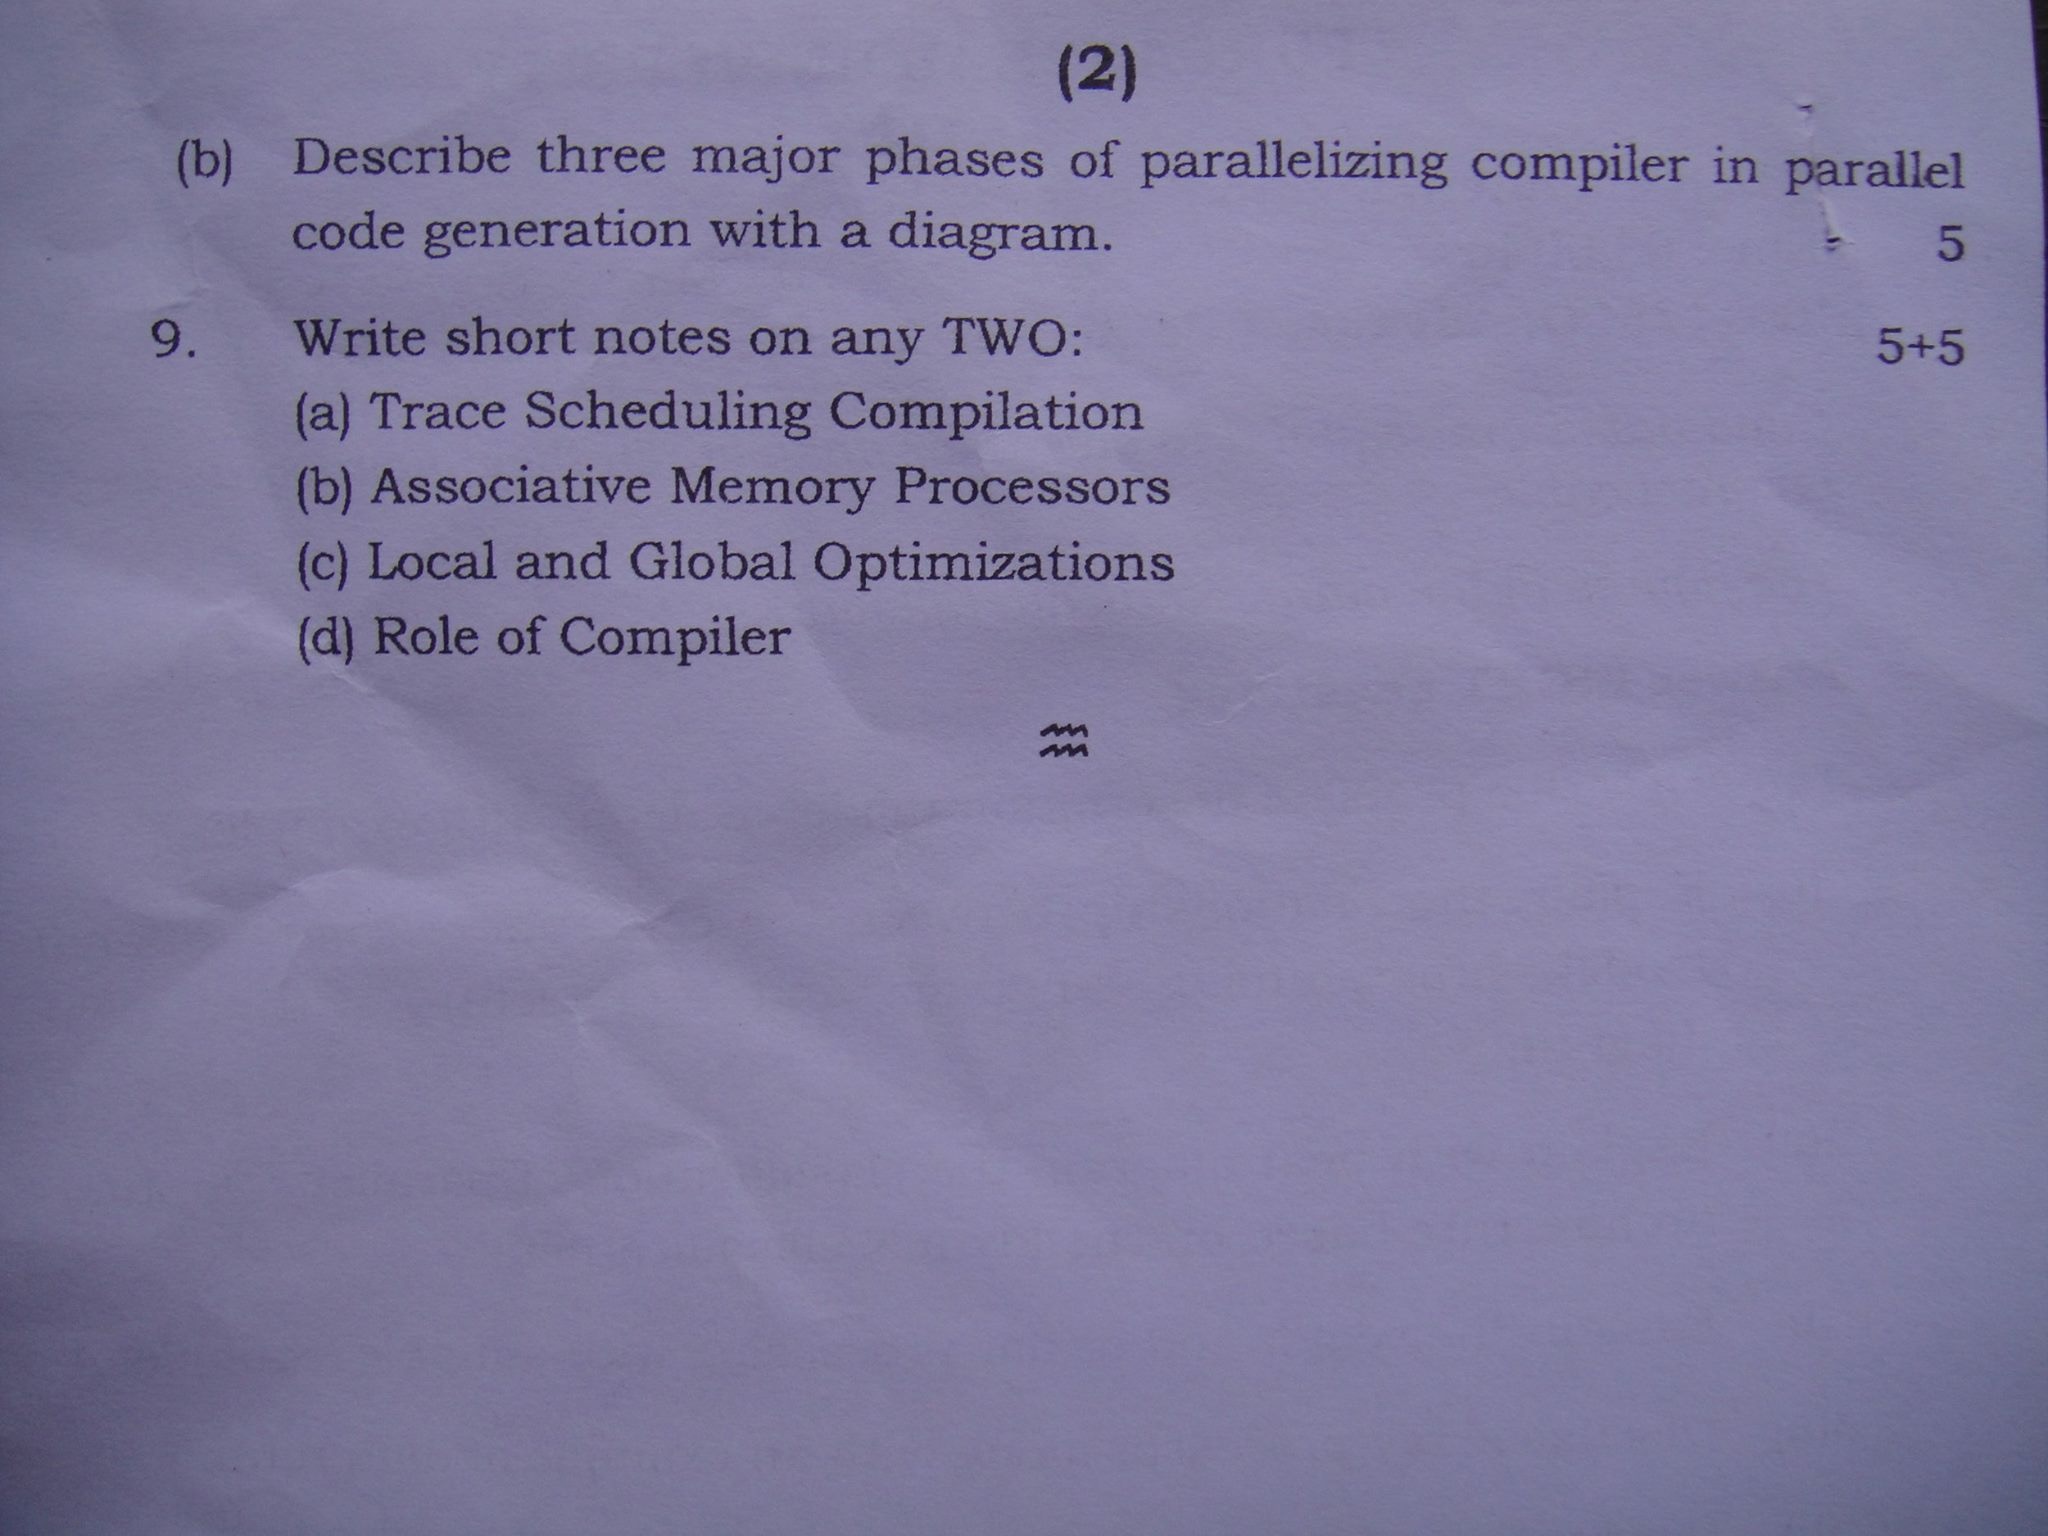 (2)
(b) Describe three major phases of parallelizing compiler in parallel
code generation with a diagram. 5
9. Write short notes on any TWO: 5+5
(a) Trace Scheduling Compilation
(b) Associative Memory Processors
(c) Local and Global Optimizations
(d) Role of Compiler